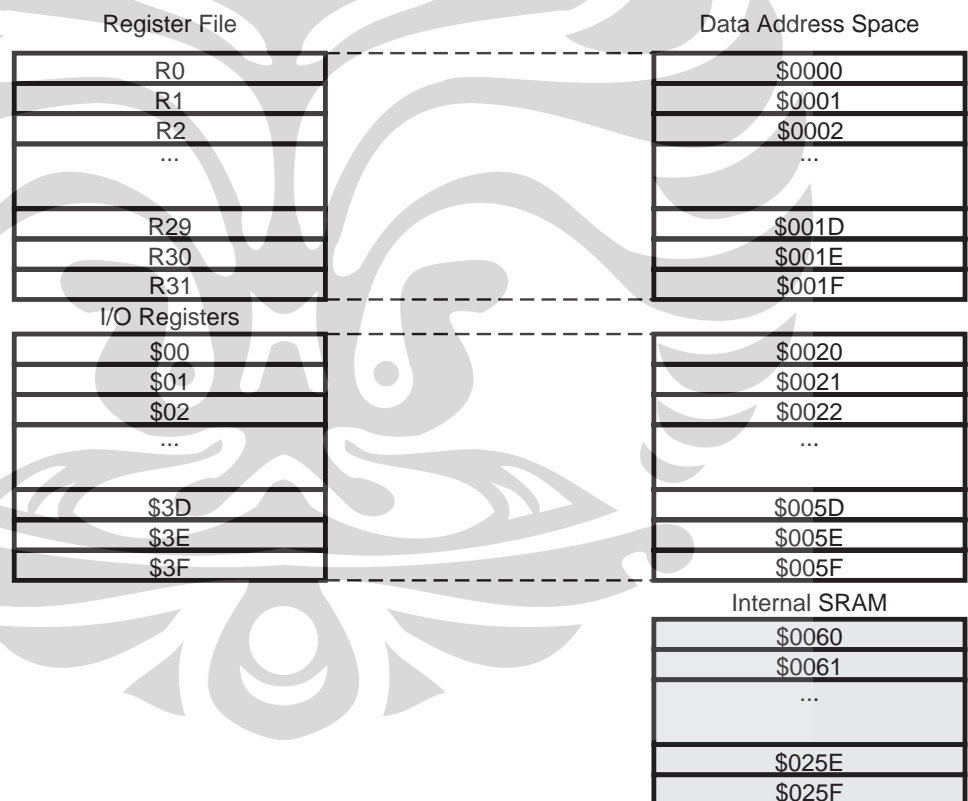 Register File
Data Address Space
R0
$0000
R1
$0001
R2
$0002
...
...
R29
$001D
R30
$001E
R31
$001F
I/O Registers
$00
$0020
$01
$0021
$02
$0022
...
...
$3D
$005D
$3E
$005E
$3F
$005F
Internal SRAM
$0060
$0061
...
$025E
$025F